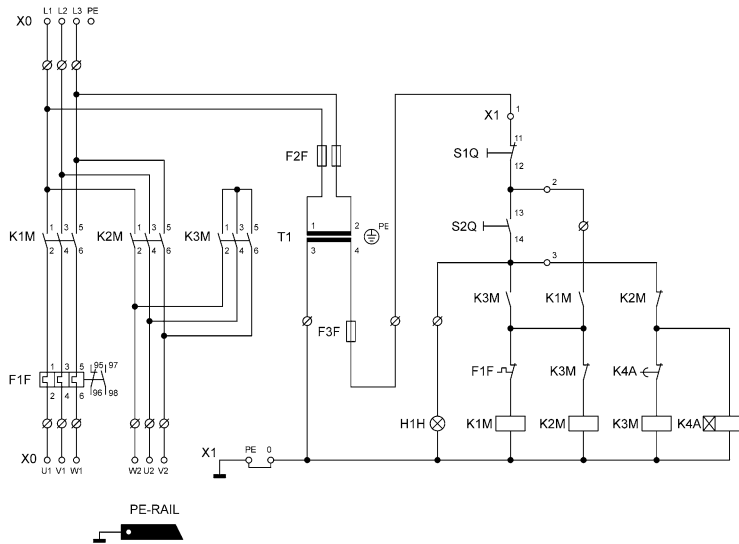 X0 L1 L2 L3 PE
X1 1
11
S1Q
12
F2F
2
13
S2Q
14
1 3 5 1 3 5 1 3 5
K1M K2M K3M
2 4 6 2 4 6 2 4 6
1 2 PE
T1
3 4
3
K3M K1M K2M
F3F
1 3 5 95 97
F1F
2 4 6 96 98
F1F K3M K4A
H1H K1M K2M K3M K4A
X0 U1 V1 W1 W2 U2 V2
X1 PE 0
PE-RAIL